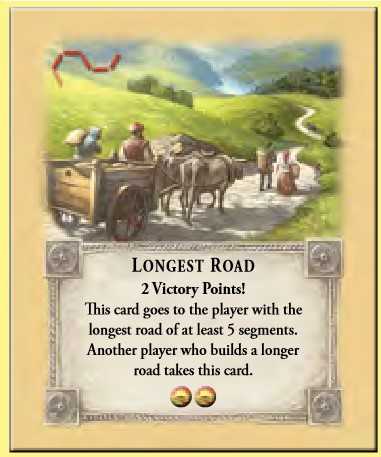 LONGEST ROAD
2 Victory Points!
This card goes to the player with the
longest road of at least 5 segments.
Another player who builds a longer
road takes this card.